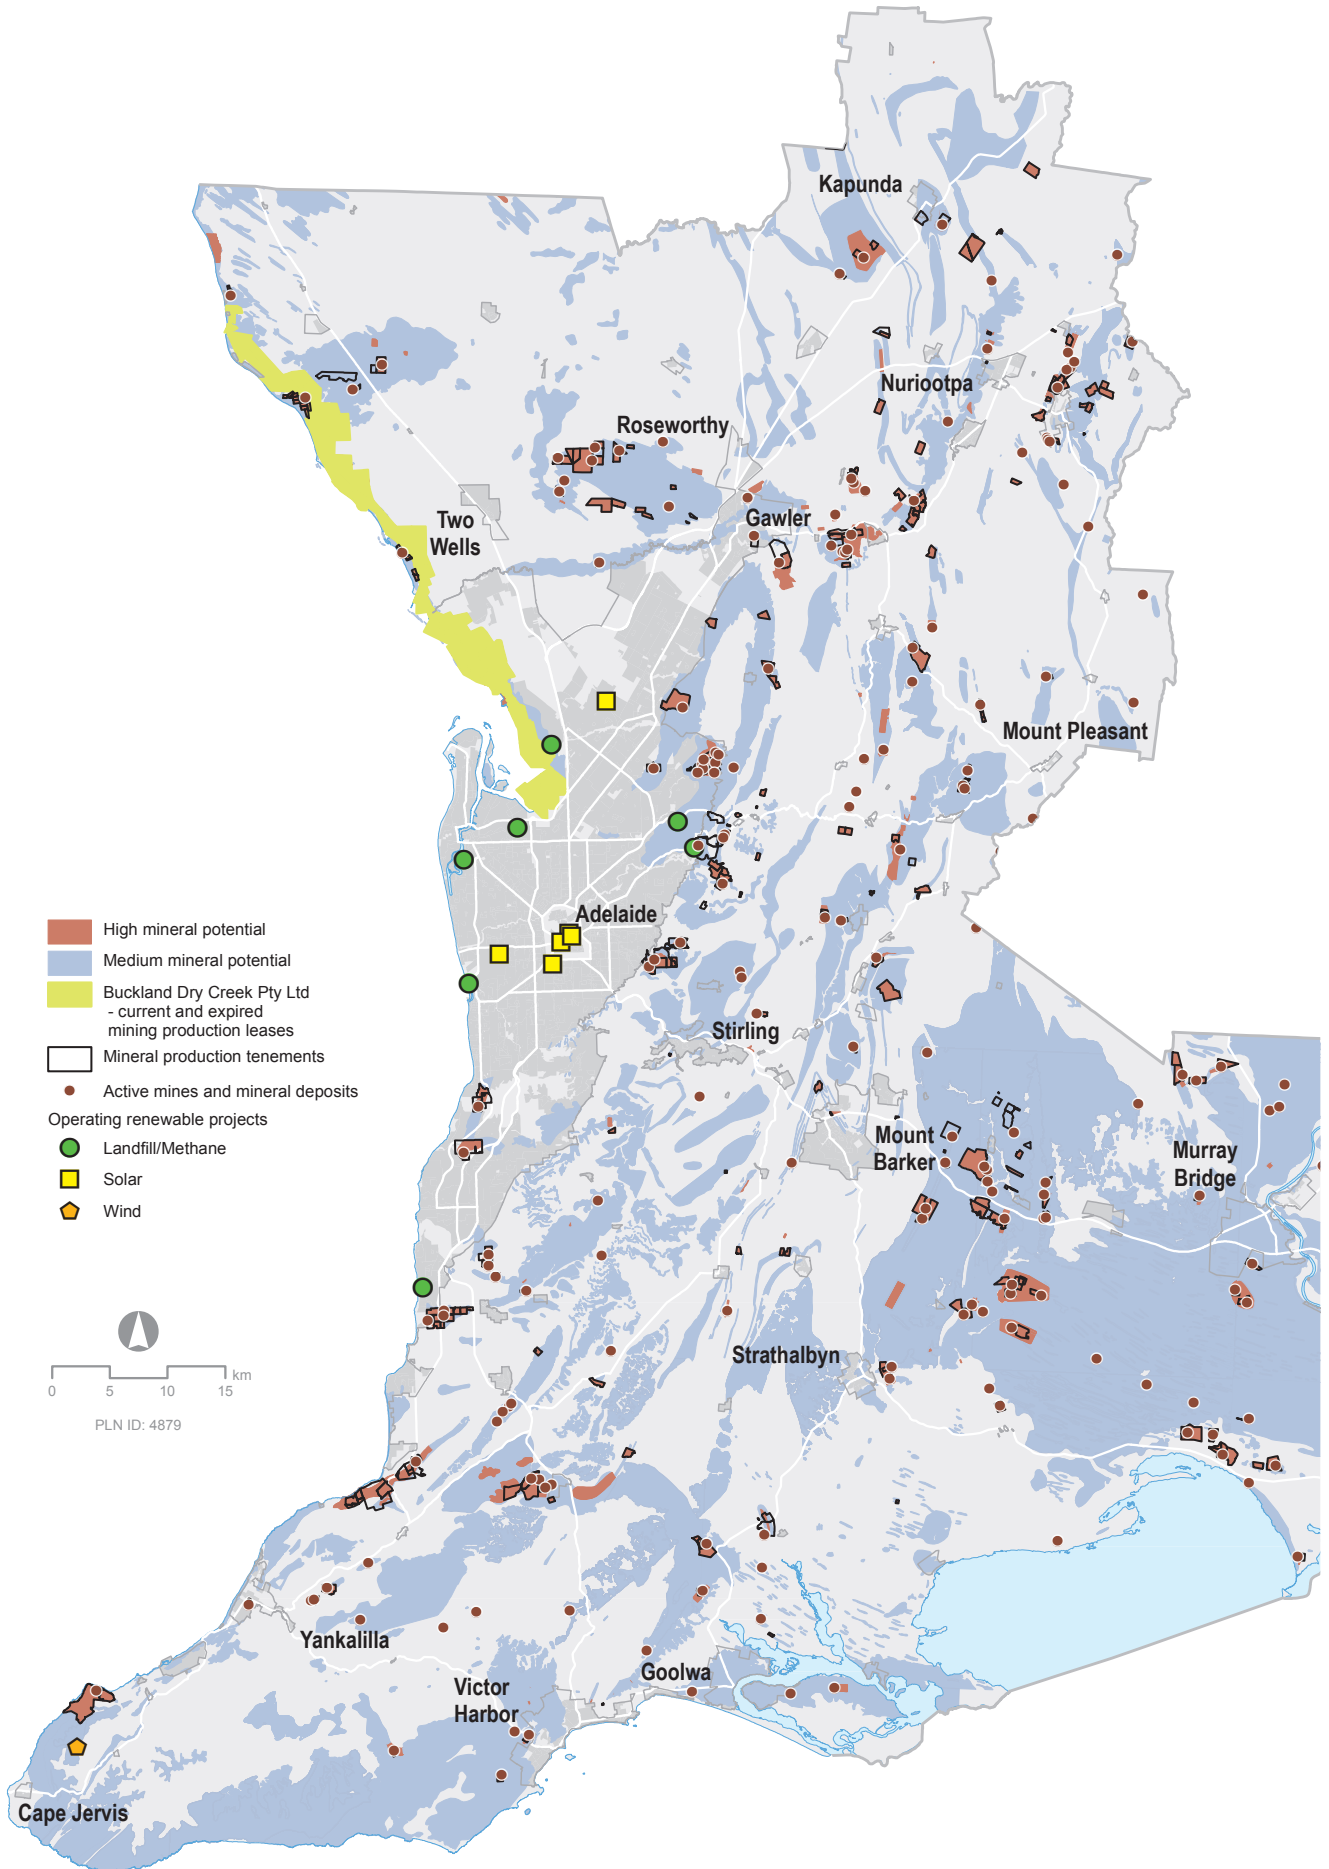 Kapunda
Nuriootpa
Roseworthy
Two
Wells
Gawler
Mount Pleasant
Adelaide
High mineral potential
Medium mineral potential
Buckland Dry Creek Pty Ltd
- current and expired
mining production leases
Mineral production tenements
Active mines and mineral deposits
Operating renewable projects
Landfill/Methane
Solar
Wind
Stirling
Mount
Barker
Murray
Bridge
km
0 5 10 15
PLN ID: 4879
Strathalbyn
Yankalilla
Goolwa
Victor
Harbor
Cape Jervis